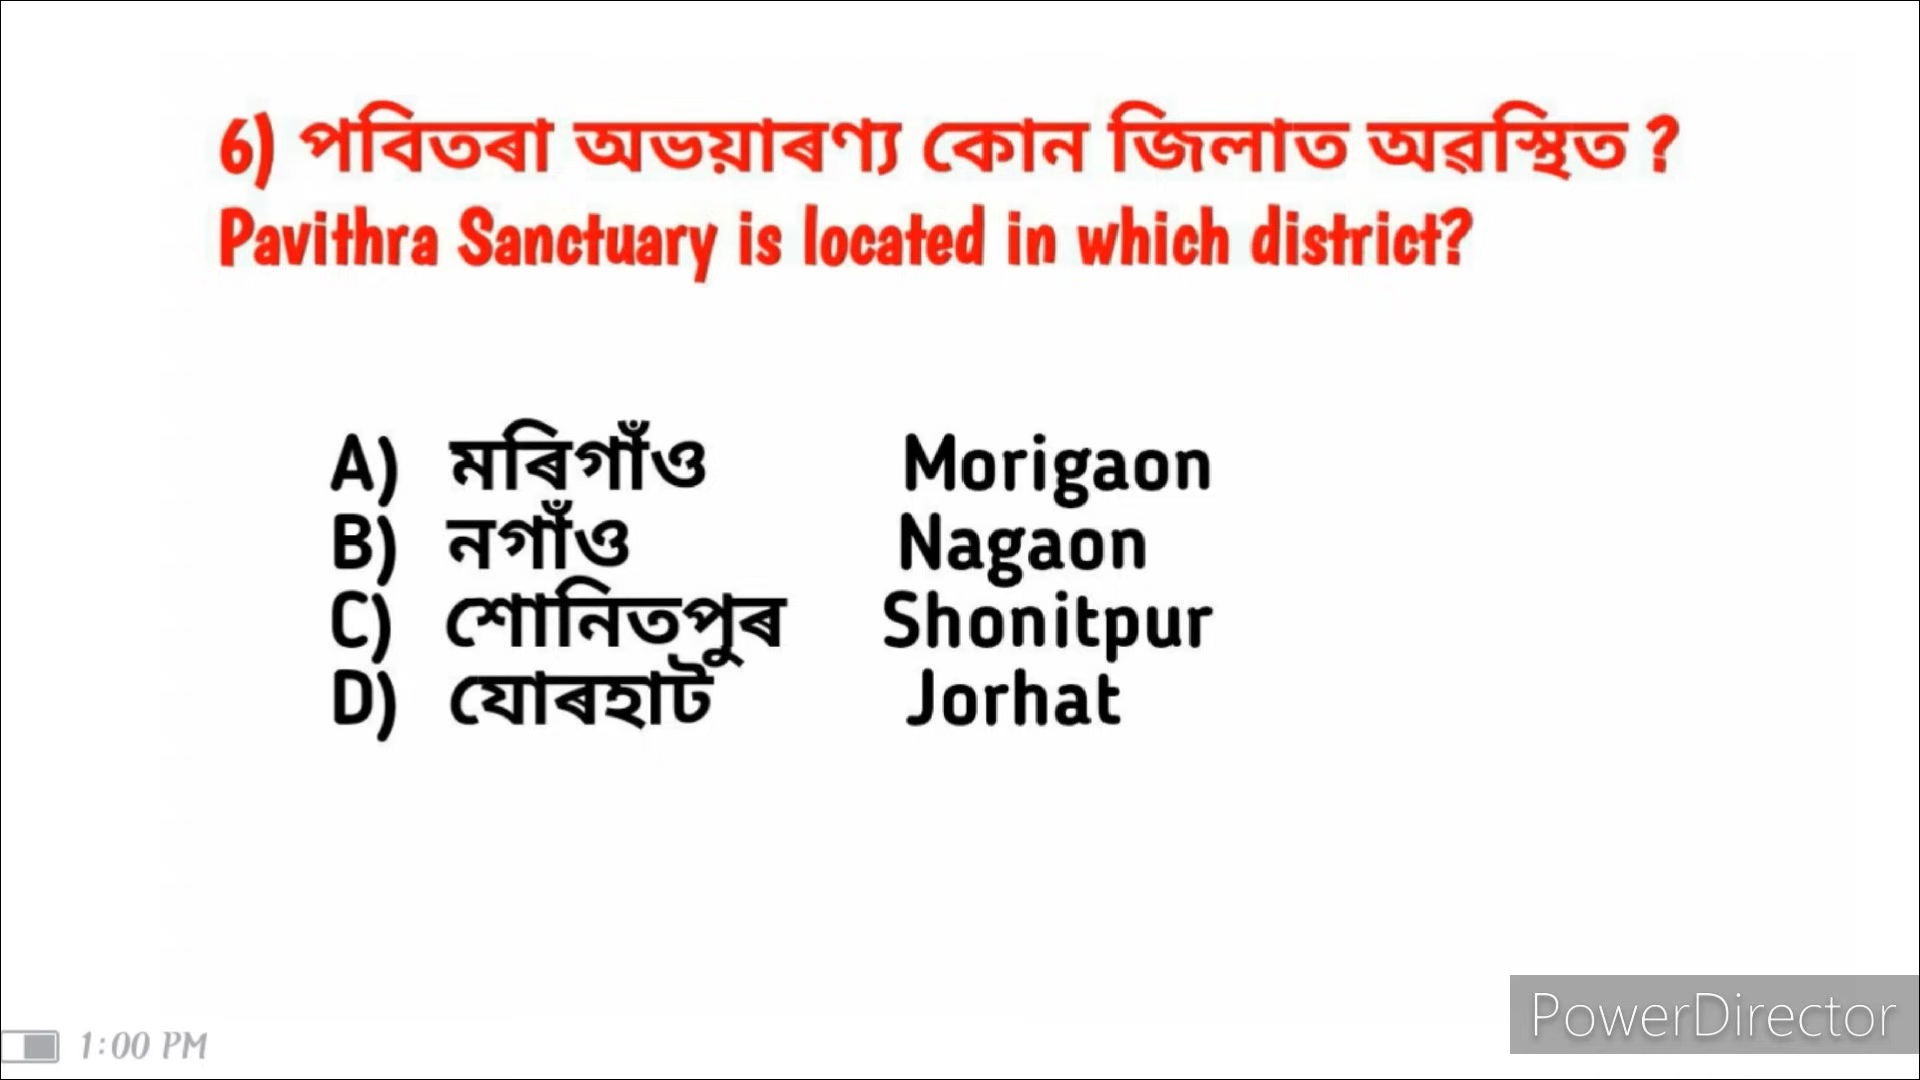 6) পবিতৰা অভয়াৰণ্য কোন জিলাত অৱস্থিত ?
Pavithra Sanctuary is located in which district?
A) মৰিগাঁও Morigaon
B) নগাঁও Nagaon
C) শোনিতপুৰ Shonitpur
D) যোৰহাট Jorhat
1:00 PM
PowerDirector